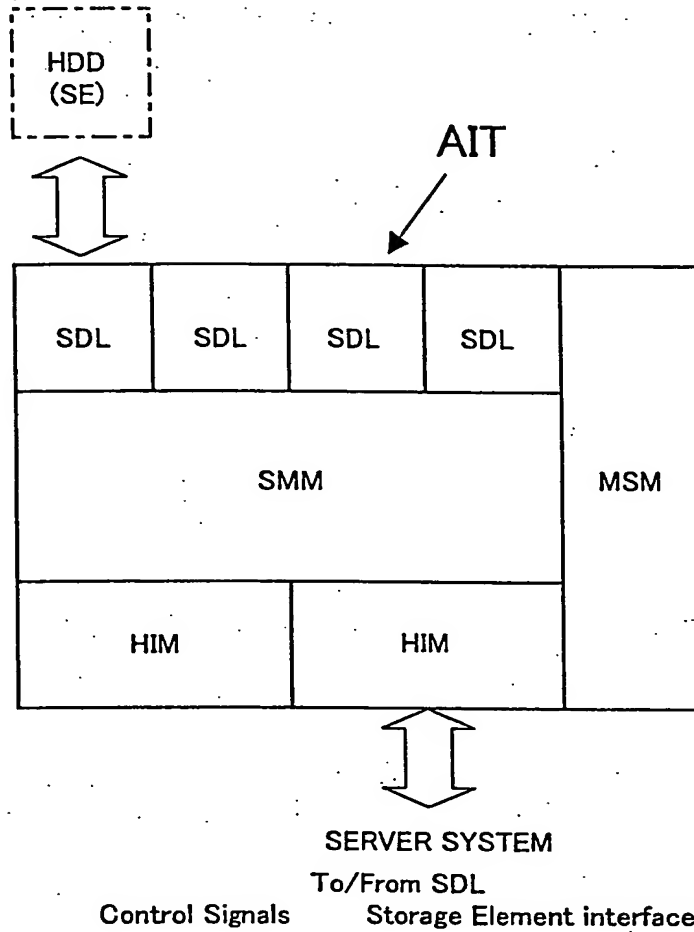 HDD
(SE)
AIT
SDL SDL SDL SDL
SMM MSM
HIM HIM
SERVER SYSTEM
To/From SDL
Control Signals Storage Element interface